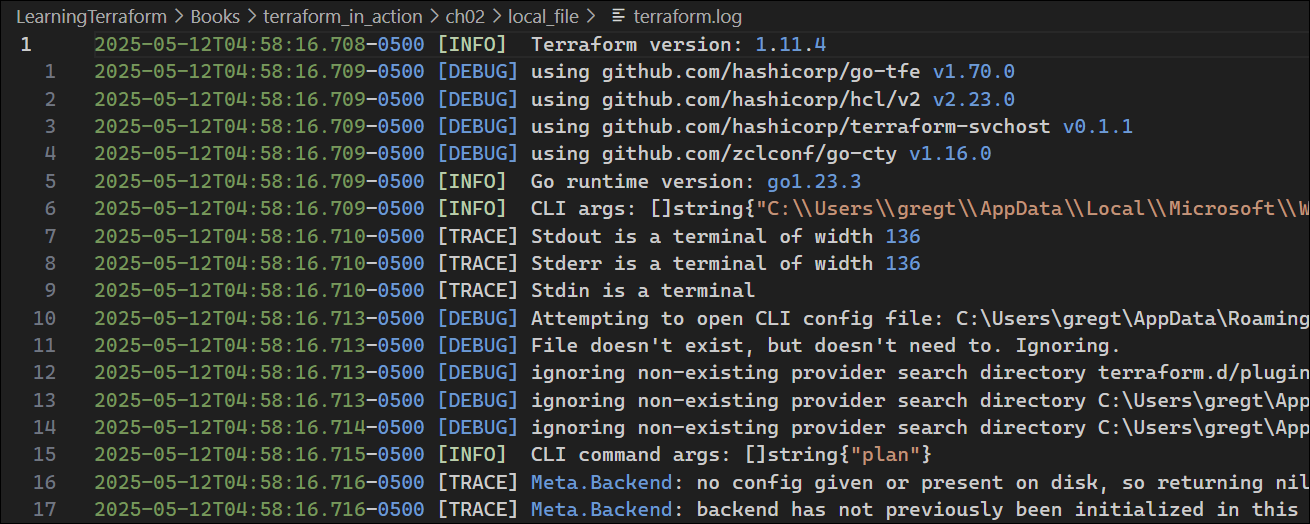 LearningTerraform > Books > terraform_in_action > ch02 > local_file > terraform.log
1 2025-05-12T04:58:16.708-0500 [INFO]  Terraform version: 1.11.4
1 2025-05-12T04:58:16.709-0500 [DEBUG] using github.com/hashicorp/go-tfe v1.70.0
2 2025-05-12T04:58:16.709-0500 [DEBUG] using github.com/hashicorp/hcl/v2 v2.23.0
3 2025-05-12T04:58:16.709-0500 [DEBUG] using github.com/hashicorp/terraform-svchost v0.1.1
4 2025-05-12T04:58:16.709-0500 [DEBUG] using github.com/zclconf/go-cty v1.16.0
5 2025-05-12T04:58:16.709-0500 [INFO]  Go runtime version: go1.23.3
6 2025-05-12T04:58:16.709-0500 [INFO]  CLI args: []string{"C:\\Users\\gregt\\AppData\\Local\\Microsoft\\W
7 2025-05-12T04:58:16.710-0500 [TRACE] Stdout is a terminal of width 136
8 2025-05-12T04:58:16.710-0500 [TRACE] Stderr is a terminal of width 136
9 2025-05-12T04:58:16.710-0500 [TRACE] Stdin is a terminal
10 2025-05-12T04:58:16.713-0500 [DEBUG] Attempting to open CLI config file: C:\Users\gregt\AppData\Roaming
11 2025-05-12T04:58:16.713-0500 [DEBUG] File doesn't exist, but doesn't need to. Ignoring.
12 2025-05-12T04:58:16.713-0500 [DEBUG] ignoring non-existing provider search directory terraform.d/plugin
13 2025-05-12T04:58:16.713-0500 [DEBUG] ignoring non-existing provider search directory C:\Users\gregt\App
14 2025-05-12T04:58:16.714-0500 [DEBUG] ignoring non-existing provider search directory C:\Users\gregt\App
15 2025-05-12T04:58:16.715-0500 [INFO]  CLI command args: []string{"plan"}
16 2025-05-12T04:58:16.716-0500 [TRACE] Meta.Backend: no config given or present on disk, so returning nil
17 2025-05-12T04:58:16.716-0500 [TRACE] Meta.Backend: backend has not previously been initialized in this